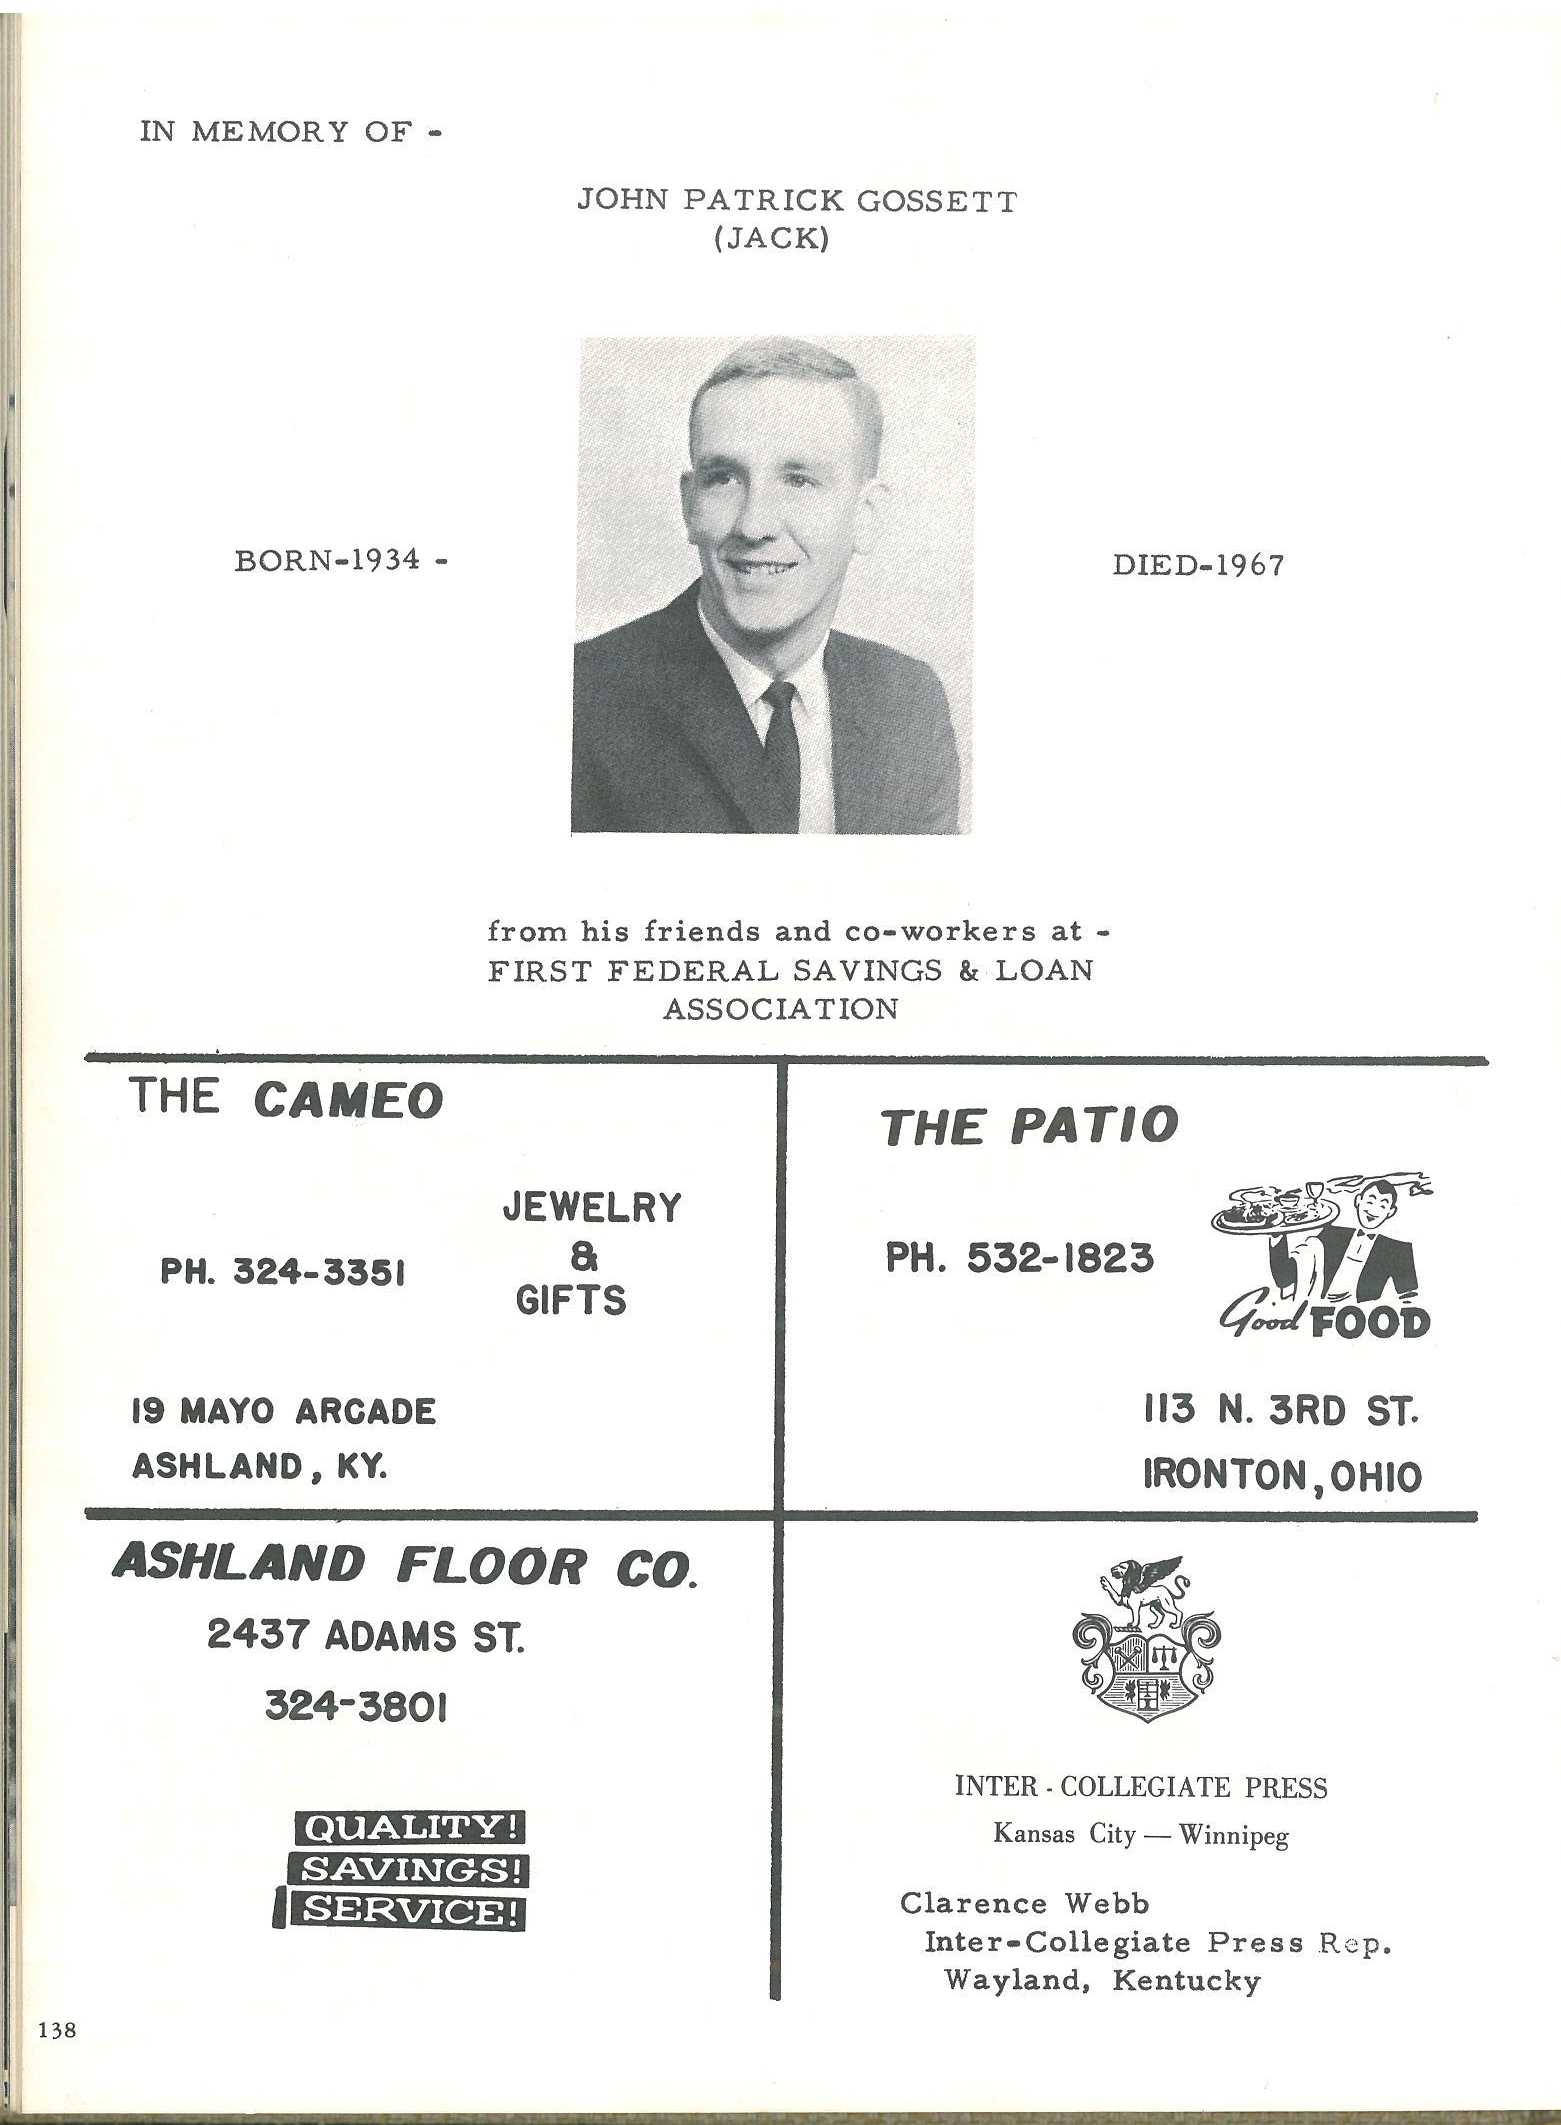 IN MEMORY OF -
JOHN PATRICK GOSSETT
(JACK)
BORN-1934 -
DIED-1967
from his friends and co-workers at -
FIRST FEDERAL SAVINGS & LOAN
ASSOCIATION
THE CAMEO
JEWELRY
&
GIFTS
PH. 324-3351
19 MAYO ARCADE
ASHLAND, KY.
THE PATIO
PH. 532-1823
Good FOOD
113 N. 3RD ST.
IRONTON, OHIO
ASHLAND FLOOR CO.
2437 ADAMS ST.
324-3801
QUALITY!
SAVINGS!
SERVICE!
INTER - COLLEGIATE PRESS
Kansas City — Winnipeg
Clarence Webb
Inter-Collegiate Press Rep.
Wayland, Kentucky
138